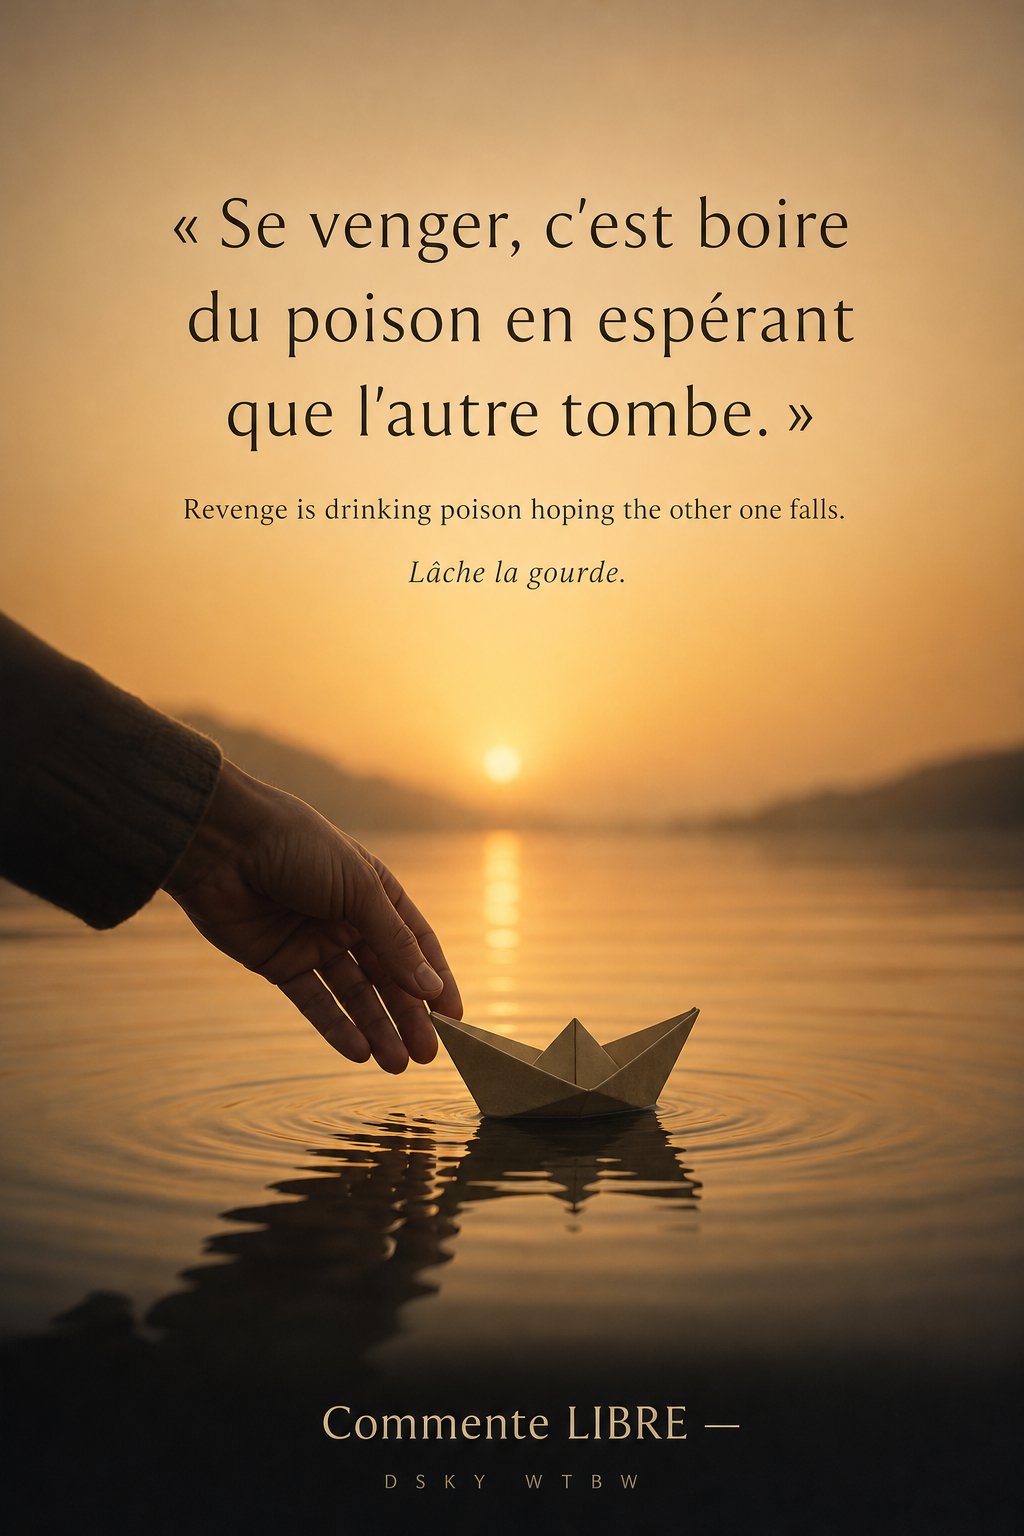 « Se venger, c'est boire
du poison en espérant
que l'autre tombe. »
Revenge is drinking poison hoping the other one falls.
Lâche la gourde.
Commente LIBRE —
DSKY WTBW